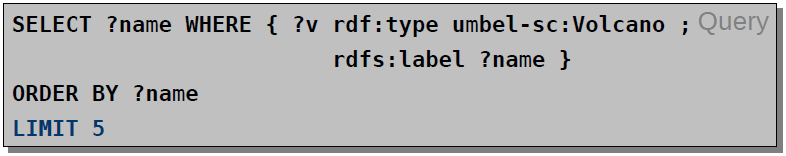 SELECT ?name WHERE { ?v rdf:type umbel-sc:Volcano ; Query
rdfs:label ?name }
ORDER BY ?name
LIMIT 5